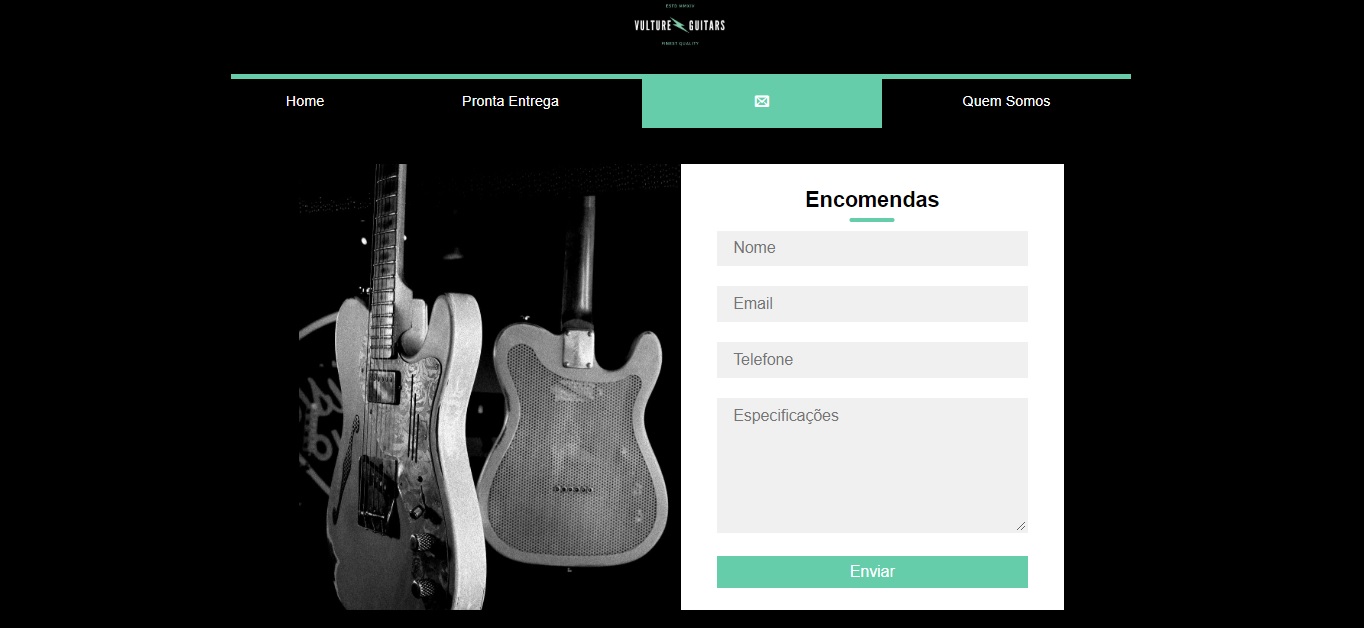 ESTD MMXIX
VULTURE GUITARS
FINEST QUALITY
Home
Pronta Entrega
Quem Somos
Encomendas
Nome
Email
Telefone
Especificações
Enviar